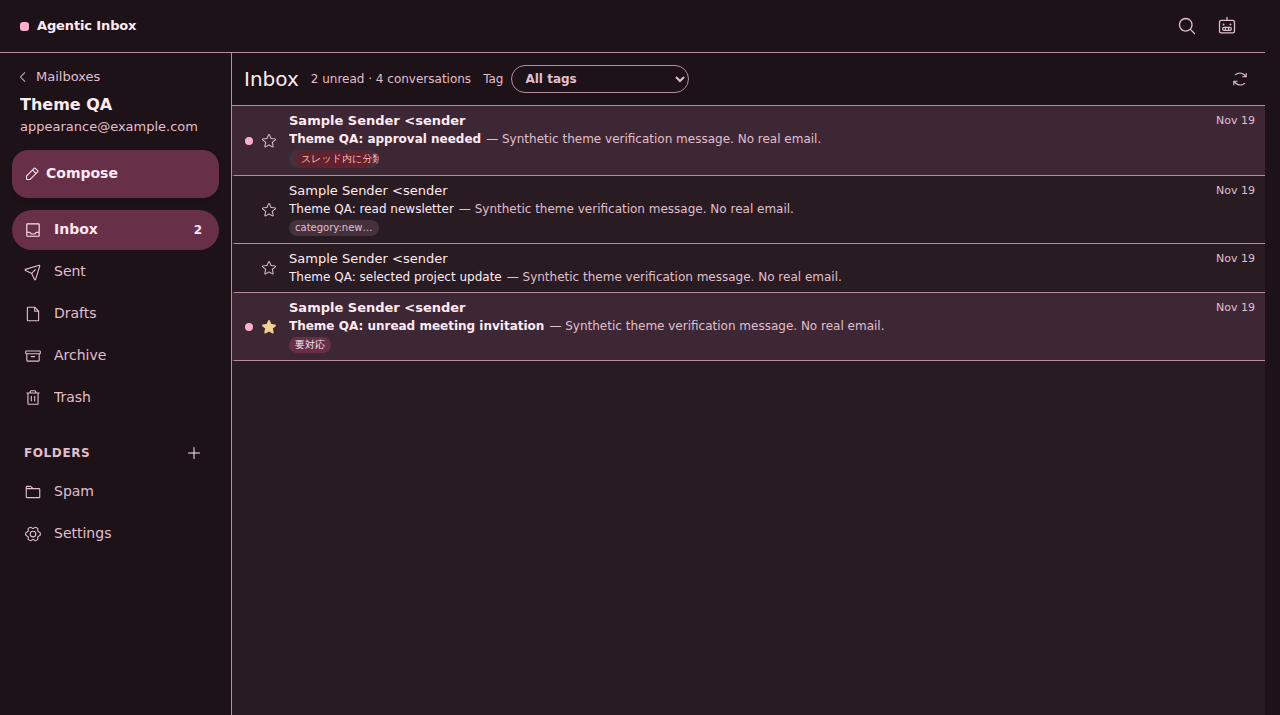 Agentic Inbox
Mailboxes
Theme QA
appearance@example.com
Compose
Inbox 2
Sent
Drafts
Archive
Trash
FOLDERS
Spam
Settings
Inbox 2 unread · 4 conversations Tag All tags
Sample Sender <sender Nov 19
Theme QA: approval needed — Synthetic theme verification message. No real email.
スレッド内に分
Sample Sender <sender Nov 19
Theme QA: read newsletter — Synthetic theme verification message. No real email.
category:new…
Sample Sender <sender Nov 19
Theme QA: selected project update — Synthetic theme verification message. No real email.
Sample Sender <sender Nov 19
Theme QA: unread meeting invitation — Synthetic theme verification message. No real email.
要対応